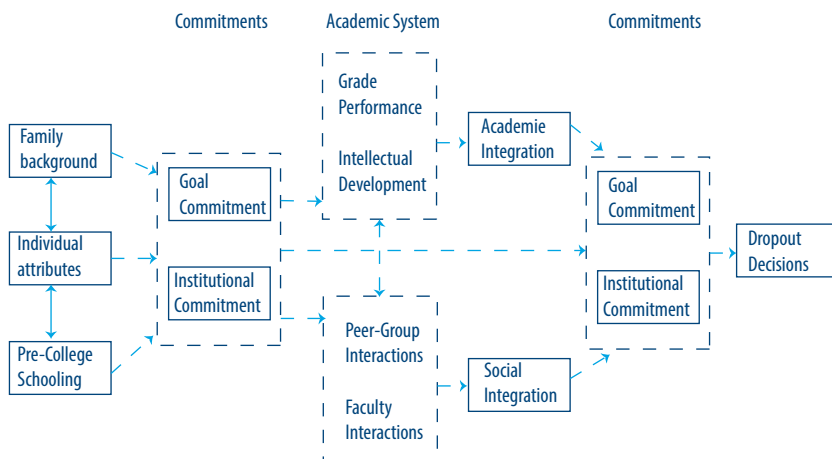 Commitments
Academic System
Commitments
Grade
Performance
Intellectual
Development
Family
background
Individual
attributes
Pre-College
Schooling
Goal
Commitment
Institutional
Commitment
Academie
Integration
Peer-Group
Interactions
Faculty
Interactions
Social
Integration
Goal
Commitment
Institutional
Commitment
Dropout
Decisions